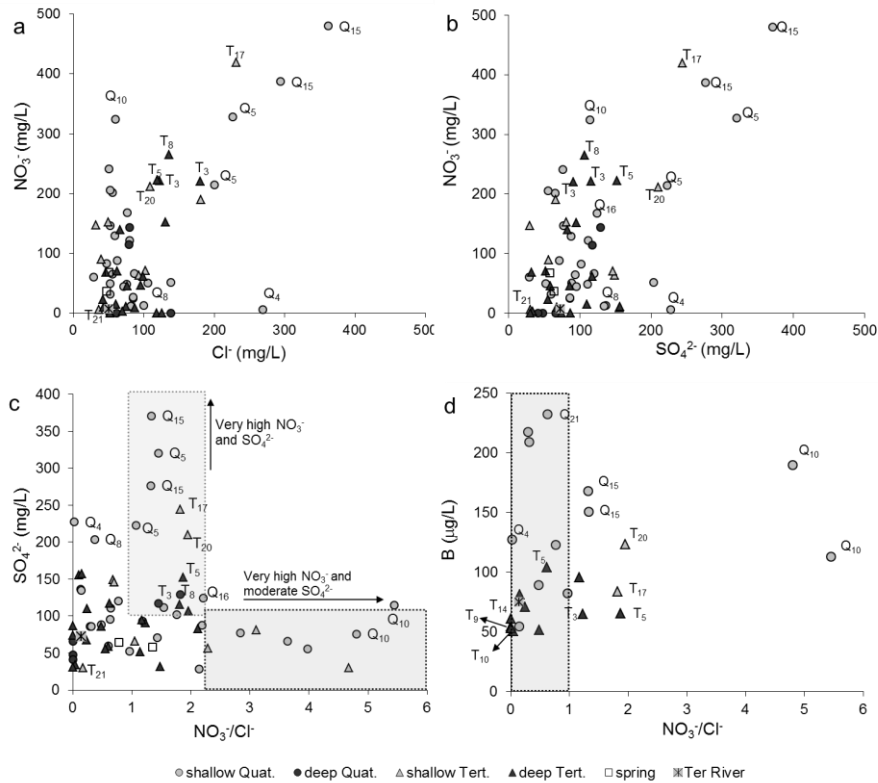 a
500
400
300
200
100
0
NO₃⁻ (mg/L)
0 100 200 300 400 500
Cl⁻ (mg/L)
Q₁₅
T₁₇
Q₁₅
Q₁₀
Q₅
T₈
T₅
T₃
T₃
Q₅
T₂₀
Q₄
Q₈
T₂₁
b
500
400
300
200
100
0
NO₃⁻ (mg/L)
0 100 200 300 400 500
SO₄²⁻ (mg/L)
Q₁₅
T₁₇
Q₁₅
Q₁₀
Q₅
T₈
T₃
T₃
T₅
Q₅
T₂₀
Q₁₆
Q₄
Q₈
T₂₁
c
400
350
300
250
200
150
100
50
0
SO₄²⁻ (mg/L)
0 1 2 3 4 5 6
NO₃⁻/Cl⁻
Q₁₅
Very high NO₃⁻
and SO₄²⁻
Q₅
Q₁₅
T₁₇
Q₄
Q₅
Q₈
T₂₀
T₅
T₃
T₈
Q₁₆
Very high NO₃⁻ and
moderate SO₄²⁻
Q₁₀
Q₁₀
T₂₁
d
250
200
150
100
50
0
B (µg/L)
0 1 2 3 4 5 6
NO₃⁻/Cl⁻
Q₂₁
Q₁₀
Q₁₅
Q₁₅
Q₄
T₂₀
T₅
Q₁₀
T₁₇
T₁₄
T₃
T₅
T₉
T₁₀
shallow Quat. deep Quat. shallow Tert. deep Tert. spring Ter River